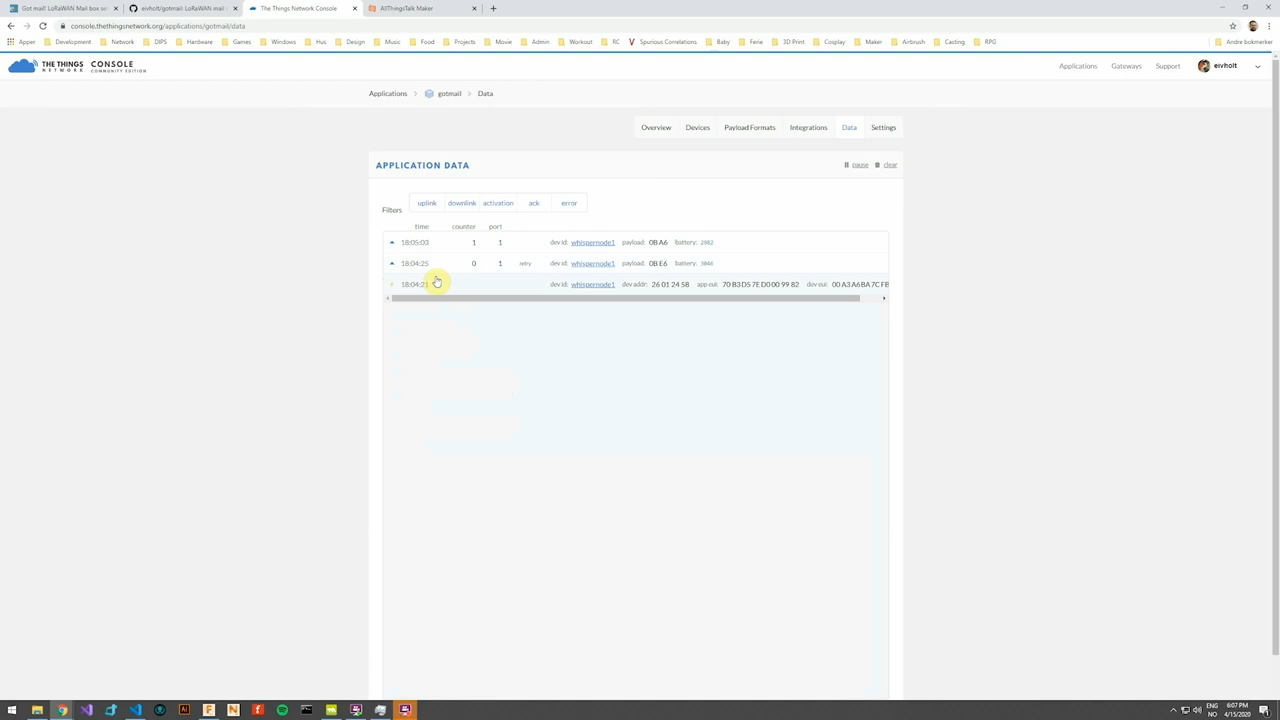 Got mail! LoRaWAN Mail box se
eivholt/gotmail: LoRaWAN mail
The Things Network Console
AllThingsTalk Maker
console.thethingsnetwork.org/applications/gotmail/data
Apper Development Network DIPS Hardware Games Windows Hus Design Music Food Projects Movie Admin Workout RC Spurious Correlations Baby Ferie 3D Print Cosplay Maker Airbrush Casting RPG Andre bokmerker
THE THINGS NETWORK CONSOLE COMMUNITY EDITION
Applications Gateways Support eivholt
Applications > gotmail > Data
Overview Devices Payload Formats Integrations Data Settings
APPLICATION DATA
pause clear
Filters uplink downlink activation ack error
time counter port
18:05:03 1 1 dev id: whispernode1 payload: 0B A6 battery: 2982
18:04:25 0 1 retry dev id: whispernode1 payload: 0B E6 battery: 3046
18:04:21 dev id: whispernode1 dev addr: 26 01 24 58 app eui: 70 B3 D5 7E D0 00 99 82 dev eui: 00 A3 A6 BA 7C FB
ENG 6:07 PM
NO 4/15/2020